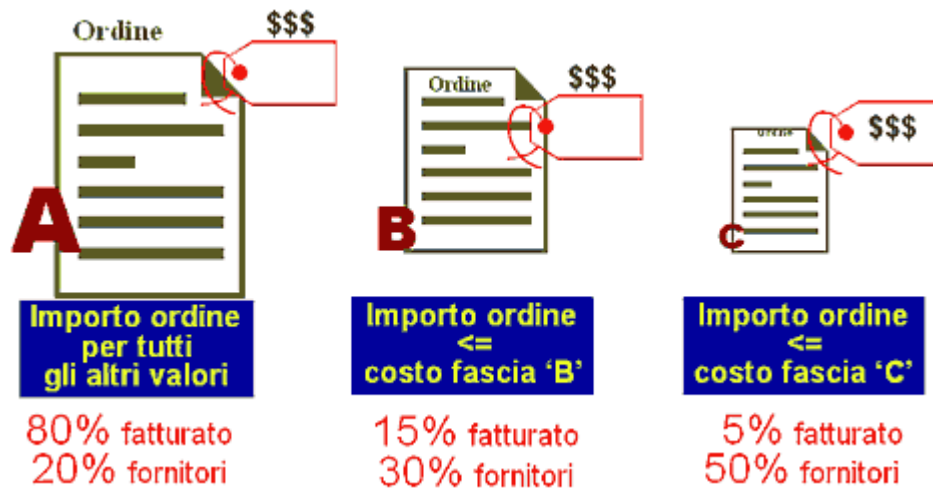 Ordine
$$$
A
Importo ordine
per tutti
gli altri valori
80% fatturato
20% fornitori
Ordine
$$$
B
Importo ordine
<=
costo fascia ‘B’
15% fatturato
30% fornitori
Ordine
$$$
C
Importo ordine
<=
costo fascia ‘C’
5% fatturato
50% fornitori